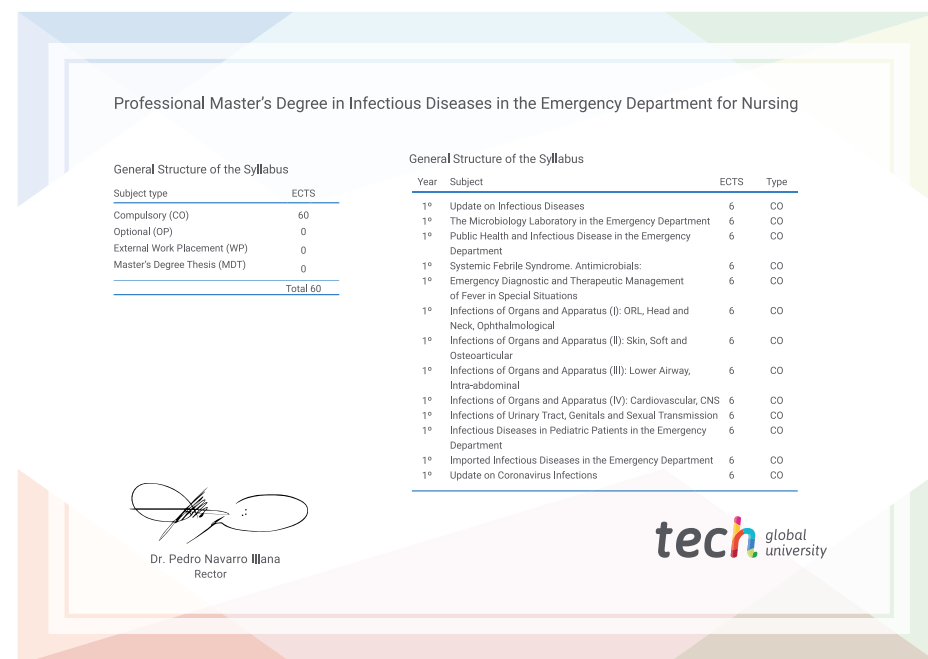 Professional Master's Degree in Infectious Diseases in the Emergency Department for Nursing
General Structure of the Syllabus
Subject type ECTS
Compulsory (CO) 60
Optional (OP) 0
External Work Placement (WP) 0
Master's Degree Thesis (MDT) 0
Total 60
General Structure of the Syllabus
Year Subject ECTS Type
1º Update on Infectious Diseases 6 CO
1º The Microbiology Laboratory in the Emergency Department 6 CO
1º Public Health and Infectious Disease in the Emergency 6 CO
Department
1º Systemic Febrile Syndrome. Antimicrobials: 6 CO
1º Emergency Diagnostic and Therapeutic Management 6 CO
of Fever in Special Situations
1º Infections of Organs and Apparatus (I): ORL, Head and 6 CO
Neck, Ophthalmological
1º Infections of Organs and Apparatus (II): Skin, Soft and 6 CO
Osteoarticular
1º Infections of Organs and Apparatus (III): Lower Airway, 6 CO
Intra-abdominal
1º Infections of Organs and Apparatus (IV): Cardiovascular, CNS 6 CO
1º Infections of Urinary Tract, Genitals and Sexual Transmission 6 CO
1º Infectious Diseases in Pediatric Patients in the Emergency 6 CO
Department
1º Imported Infectious Diseases in the Emergency Department 6 CO
1º Update on Coronavirus Infections 6 CO
Dr. Pedro Navarro Illana
Rector
tech global
university